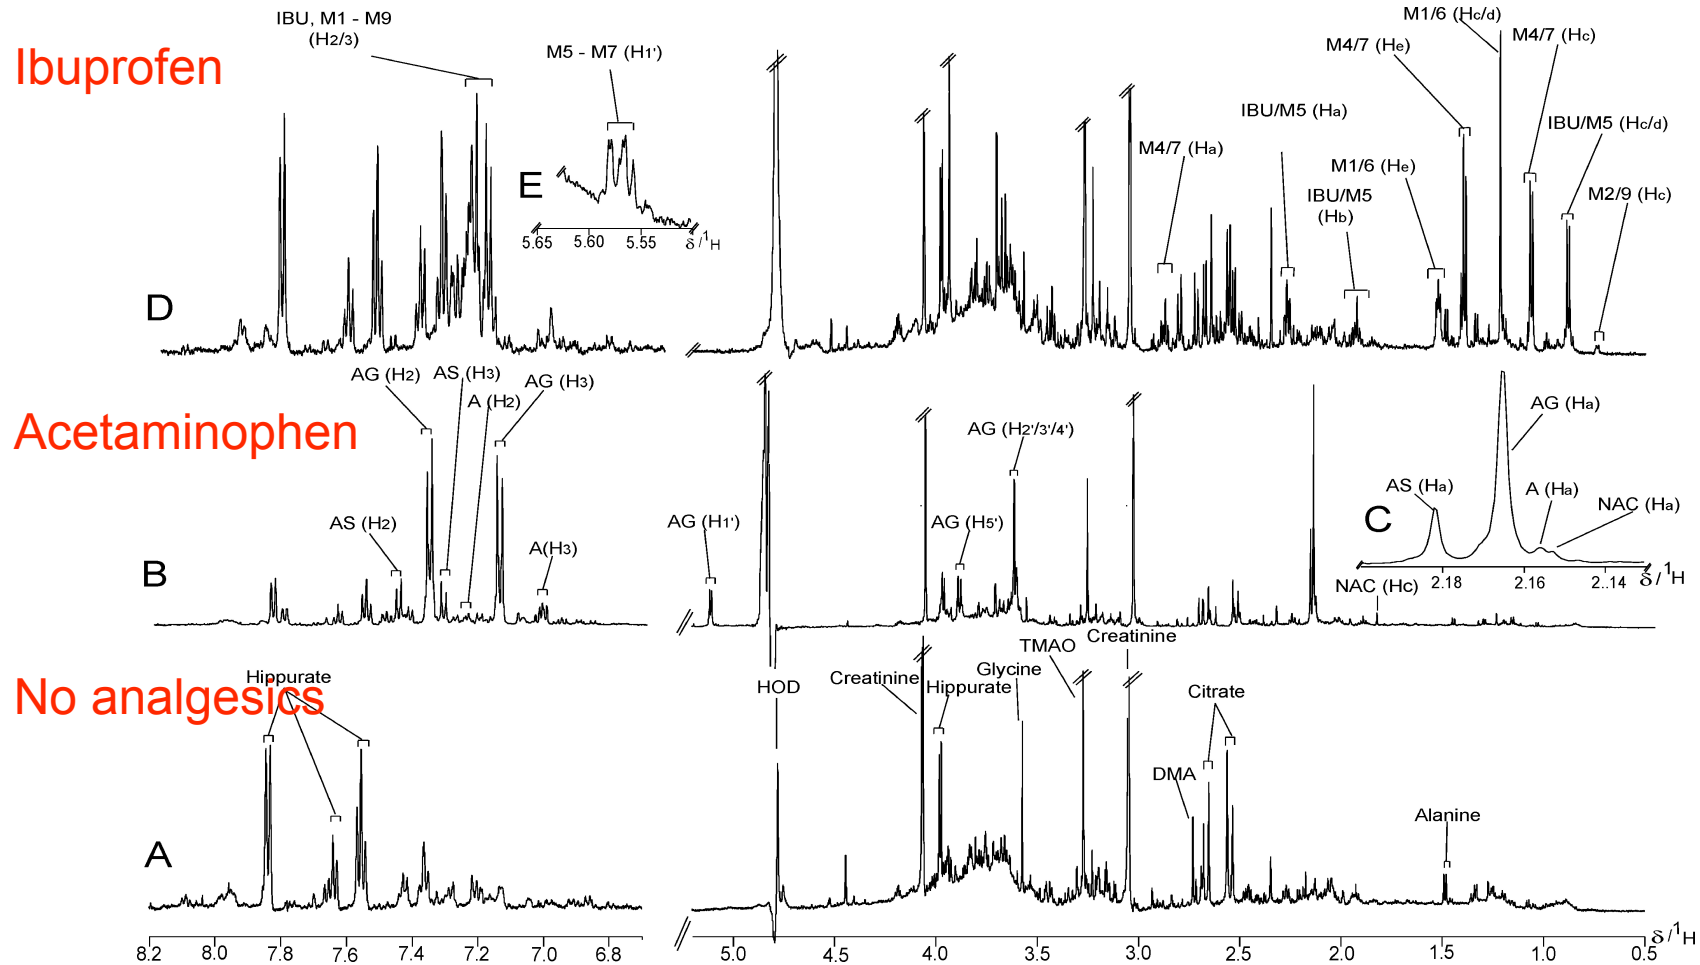 Ibuprofen
IBU, M1 - M9
(H2/3)
M5 - M7 (H1')
E
5.65 5.60 5.55 δ/1H
D
M4/7 (Ha)
IBU/M5 (Ha)
IBU/M5
(Hb)
M1/6 (He)
M4/7 (He)
M1/6 (Hc/d)
M4/7 (Hc)
IBU/M5 (Hc/d)
M2/9 (Hc)
Acetaminophen
B
AG (H2)
AS (H3)
A (H2)
AG (H3)
AS (H2)
A(H3)
AG (H1')
AG (H5')
AG (H2'/3'/4')
C
AS (Ha)
AG (Ha)
A (Ha)
NAC (Ha)
2.18 2.16 2..14 δ/1H
NAC (Hc)
No analgesics
A
Hippurate
HOD
Creatinine
Hippurate
Glycine
TMAO
Creatinine
DMA
Citrate
Alanine
8.2 8.0 7.8 7.6 7.4 7.2 7.0 5.0 4.5 4.0 3.5 3.0 2.5 2.0 1.5 1.0 0.5 δ/1H